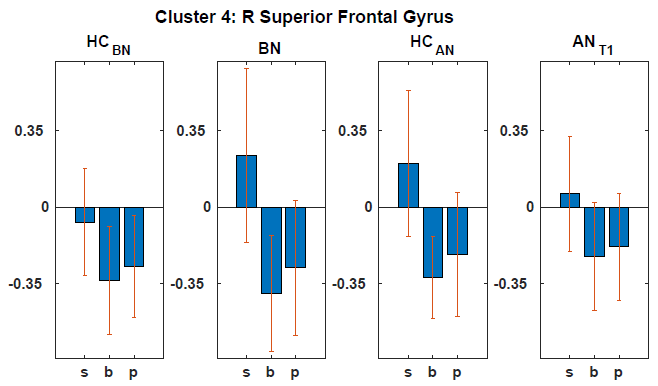 Cluster 4: R Superior Frontal Gyrus
HC BN
BN
HC AN
AN T1
0.35
0
-0.35
s b p
0.35
0
-0.35
s b p
0.35
0
-0.35
s b p
0.35
0
-0.35
s b p